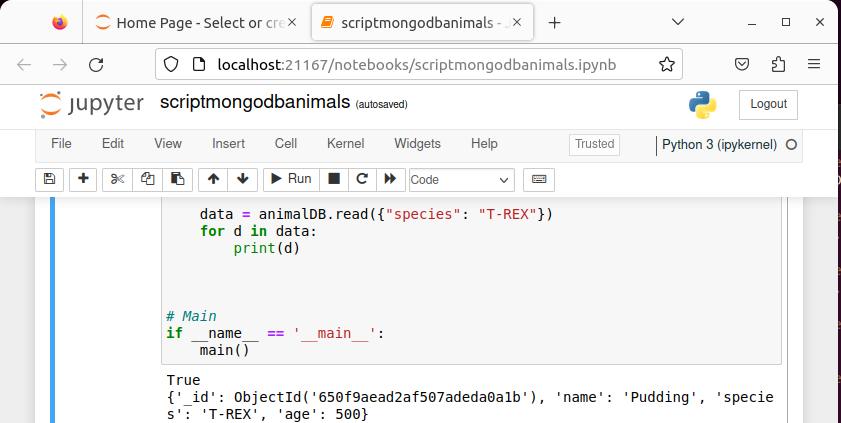 Home Page - Select or cre
scriptmongodbanimals - J
localhost:21167/notebooks/scriptmongodbanimals.ipynb
jupyter scriptmongodbanimals (autosaved)
Logout
File Edit View Insert Cell Kernel Widgets Help Trusted Python 3 (ipykernel)
Run Code
data = animalDB.read({"species": "T-REX"})
for d in data:
print(d)
# Main
if __name__ == '__main__':
main()
True
{'_id': ObjectId('650f9aead2af507adeda0a1b'), 'name': 'Pudding', 'specie
s': 'T-REX', 'age': 500}